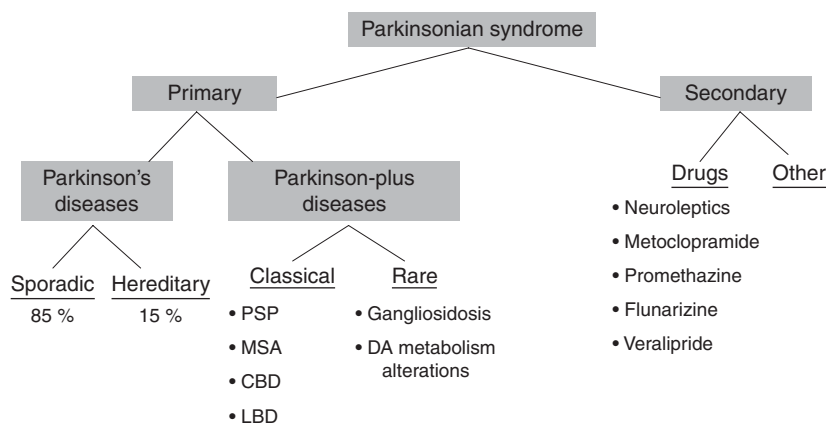 Parkinsonian syndrome
Primary
Secondary
Parkinson's
diseases
Parkinson-plus
diseases
Drugs
Other
• Neuroleptics
• Metoclopramide
• Promethazine
• Flunarizine
• Veralipride
Sporadic
85 %
Hereditary
15 %
Classical
• PSP
• MSA
• CBD
• LBD
Rare
• Gangliosidosis
• DA metabolism
alterations